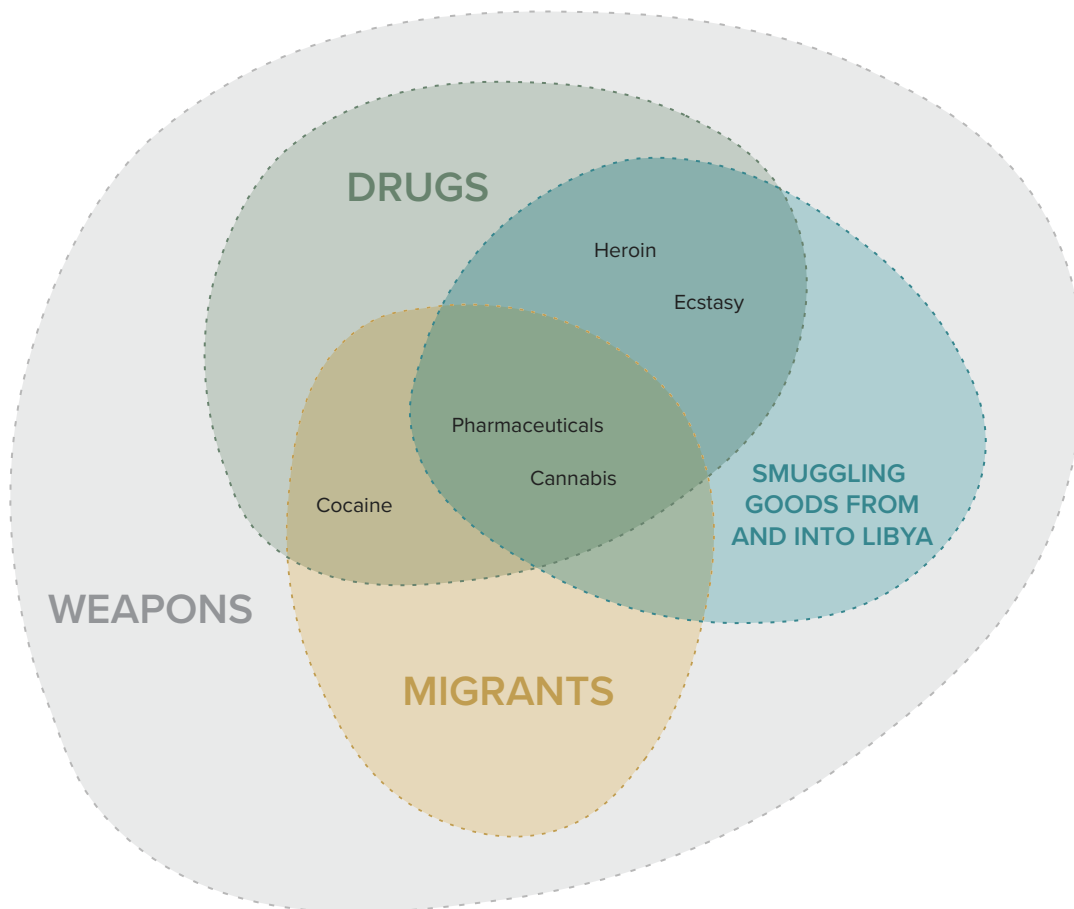 DRUGS
Heroin
Ecstasy
Pharmaceuticals
Cannabis
Cocaine
SMUGGLING
GOODS FROM
AND INTO LIBYA
WEAPONS
MIGRANTS